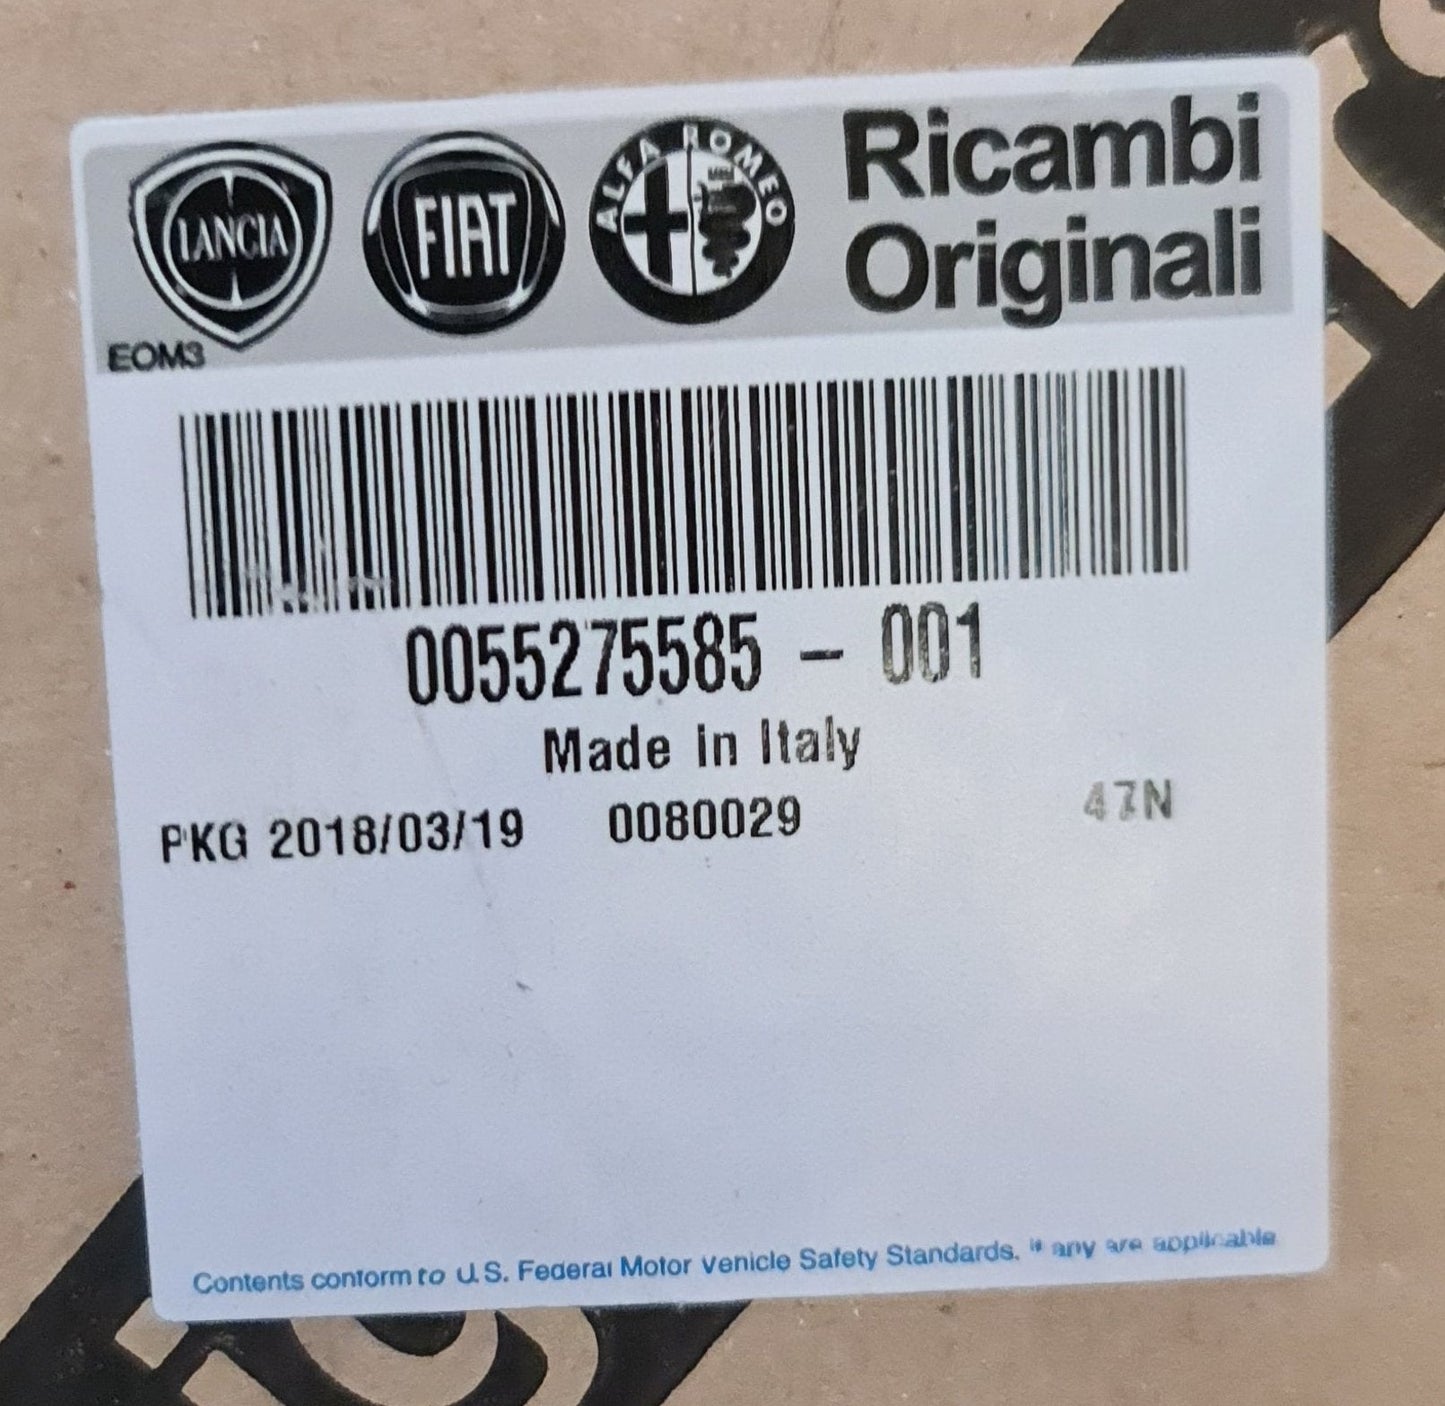 LANCIA FIAT ALFA ROMEO Ricambi
Originali
EOM3
0055275585 - 001
Made in Italy
PKG 2018/03/19 0080029 47N
Contents conform to U.S. Federal Motor Vehicle Safety Standards. if any are applicable